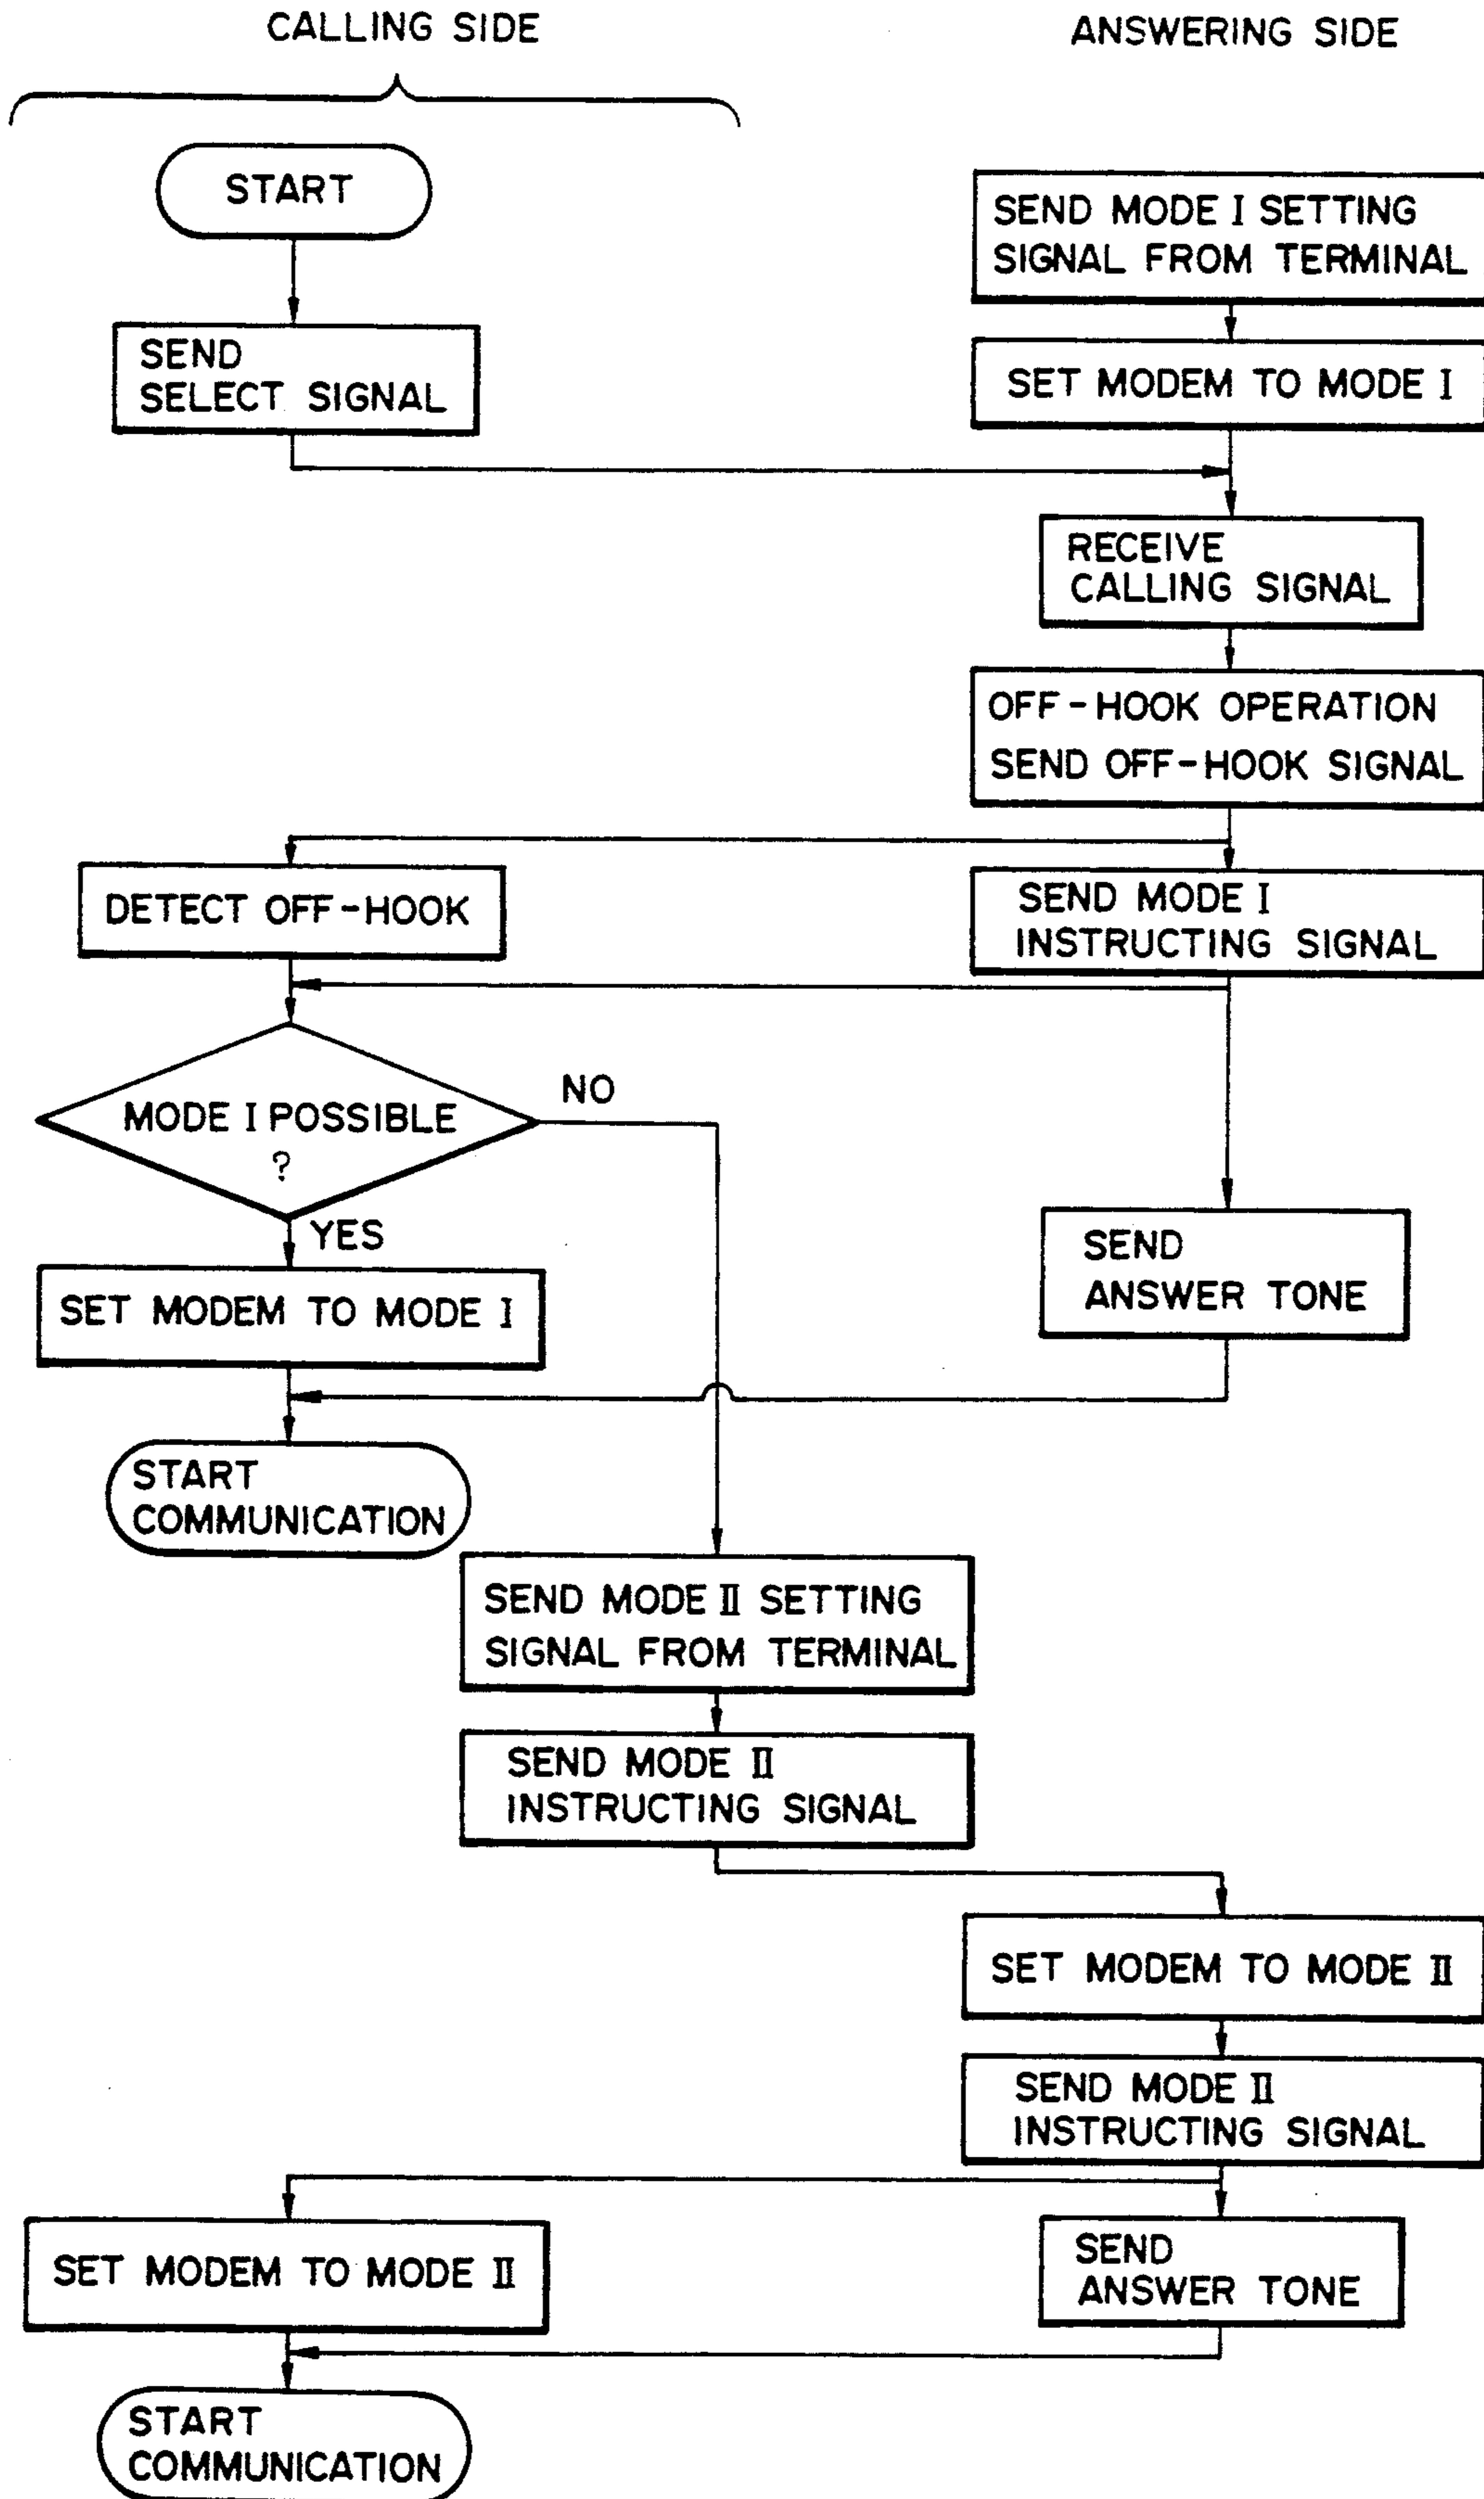 CALLING SIDE
ANSWERING SIDE
START
SEND MODE I SETTING
SIGNAL FROM TERMINAL
SEND
SELECT SIGNAL
SET MODEM TO MODE I
RECEIVE
CALLING SIGNAL
OFF-HOOK OPERATION
SEND OFF-HOOK SIGNAL
DETECT OFF-HOOK
SEND MODE I
INSTRUCTING SIGNAL
MODE I POSSIBLE
?
NO
YES
SEND
ANSWER TONE
SET MODEM TO MODE I
START
COMMUNICATION
SEND MODE II SETTING
SIGNAL FROM TERMINAL
SEND MODE II
INSTRUCTING SIGNAL
SET MODEM TO MODE II
SEND MODE II
INSTRUCTING SIGNAL
SET MODEM TO MODE II
SEND
ANSWER TONE
START
COMMUNICATION